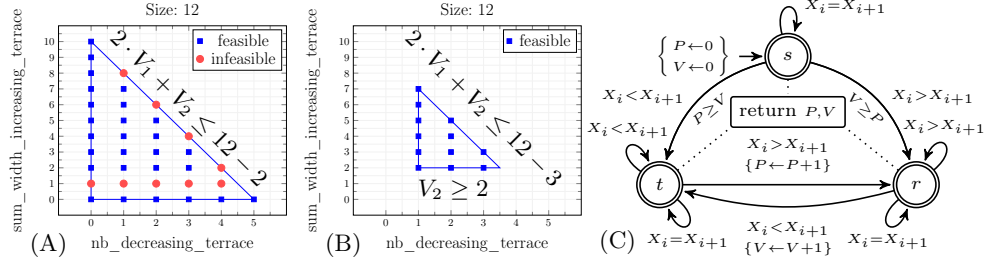 Size: 12
sum_width_increasing_terrace
10
9
8
7
6
5
4
3
2
1
0
0
1
2
3
4
5
feasible
infeasible
2 · V₁ + V₂ ≤ 12 − 2
nb_decreasing_terrace
(A)
Size: 12
sum_width_increasing_terrace
10
9
8
7
6
5
4
3
2
1
0
0
1
2
3
4
5
feasible
2 · V₁ + V₂ ≤ 12 − 3
V₂ ≥ 2
nb_decreasing_terrace
(B)
Xᵢ=Xᵢ₊₁
{ P←0
V←0 }
s
Xᵢ<Xᵢ₊₁
P≥V
V≥P
Xᵢ>Xᵢ₊₁
return P,V
Xᵢ<Xᵢ₊₁
Xᵢ>Xᵢ₊₁
Xᵢ>Xᵢ₊₁
{P←P+1}
t
r
Xᵢ<Xᵢ₊₁
{V←V+1}
Xᵢ=Xᵢ₊₁
Xᵢ=Xᵢ₊₁
(C)